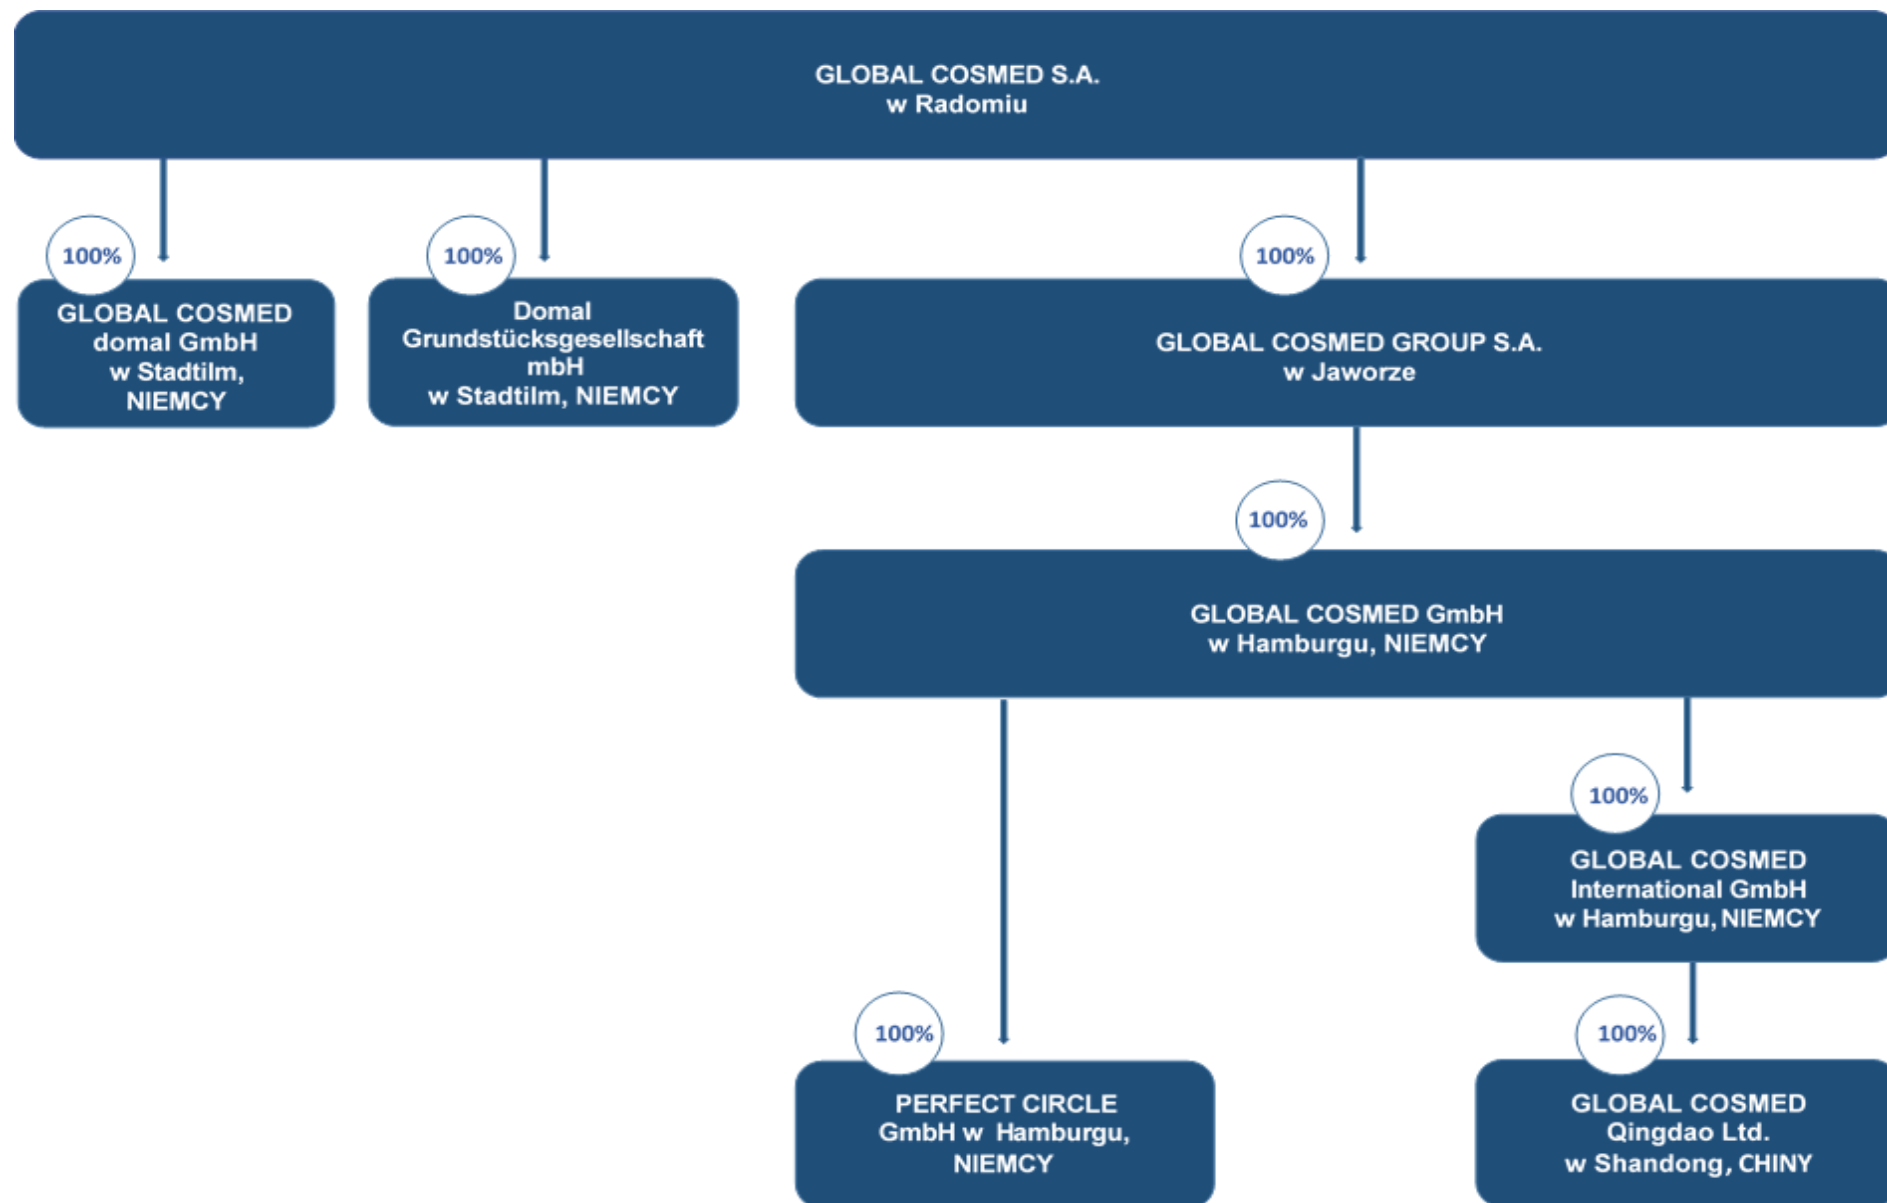 GLOBAL COSMED S.A.
w Radomiu
100%
100%
100%
GLOBAL COSMED
domal GmbH
w Stadtilm,
NIEMCY
Domal
Grundstücksgesellschaft
mbH
w Stadtilm, NIEMCY
GLOBAL COSMED GROUP S.A.
w Jaworze
100%
GLOBAL COSMED GmbH
w Hamburgu, NIEMCY
100%
GLOBAL COSMED
International GmbH
w Hamburgu, NIEMCY
100%
100%
PERFECT CIRCLE
GmbH w Hamburgu,
NIEMCY
GLOBAL COSMED
Qingdao Ltd.
w Shandong, CHINY